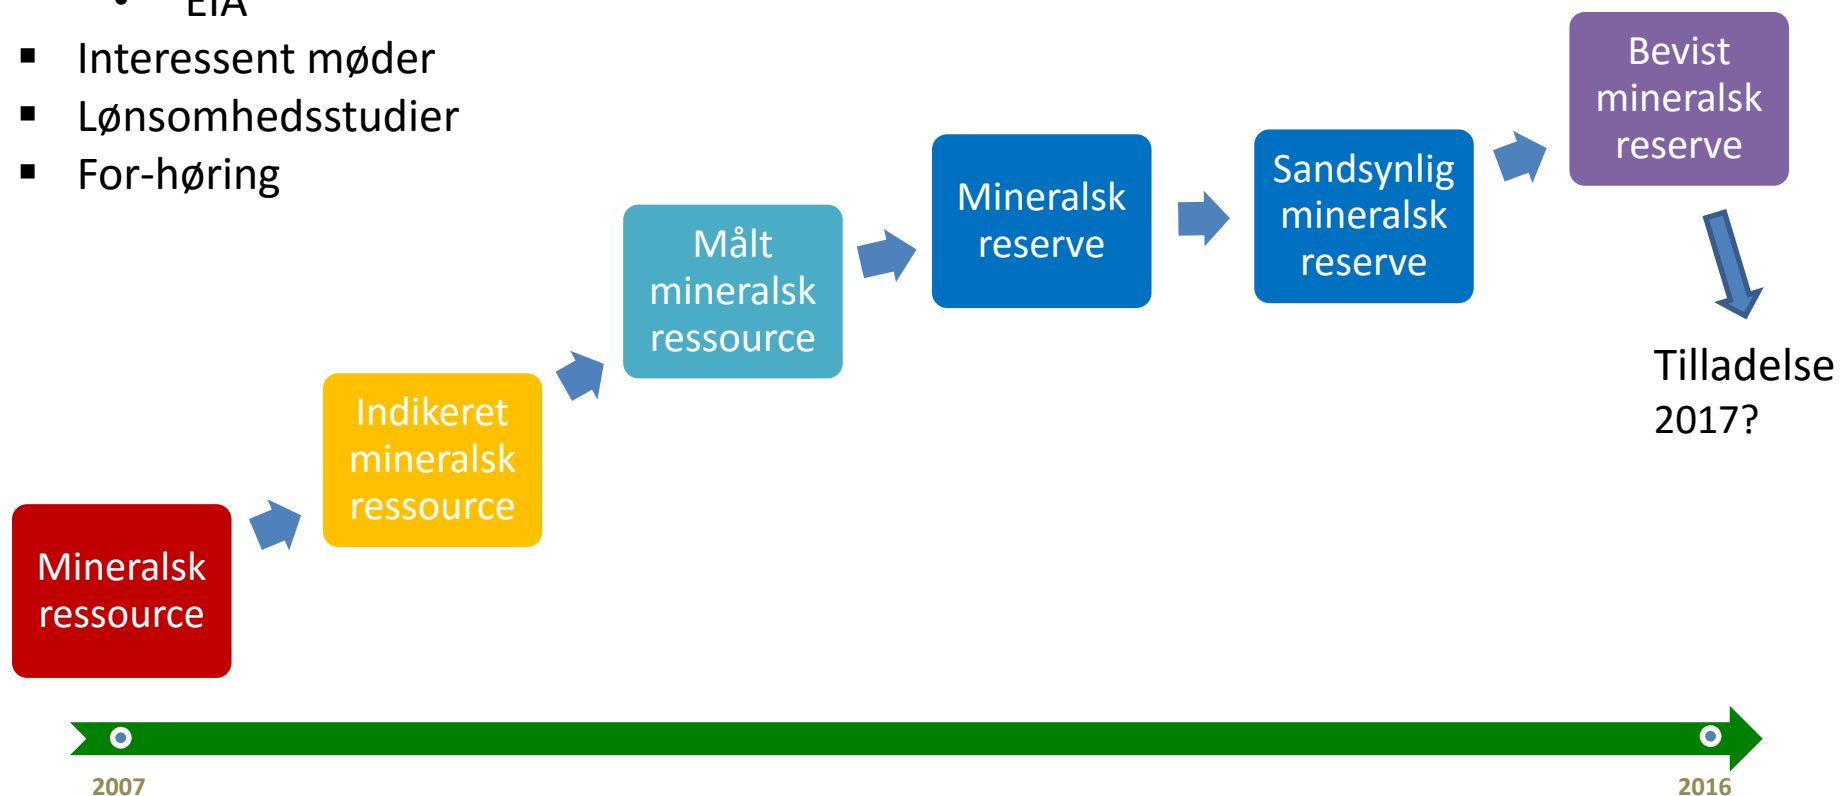 • EIA
▪ Interessent møder
▪ Lønsomhedsstudier
▪ For-høring
Mineralsk
ressource
Indikeret
mineralsk
ressource
Målt
mineralsk
ressource
Mineralsk
reserve
Sandsynlig
mineralsk
reserve
Bevist
mineralsk
reserve
Tilladelse
2017?
2007
2016